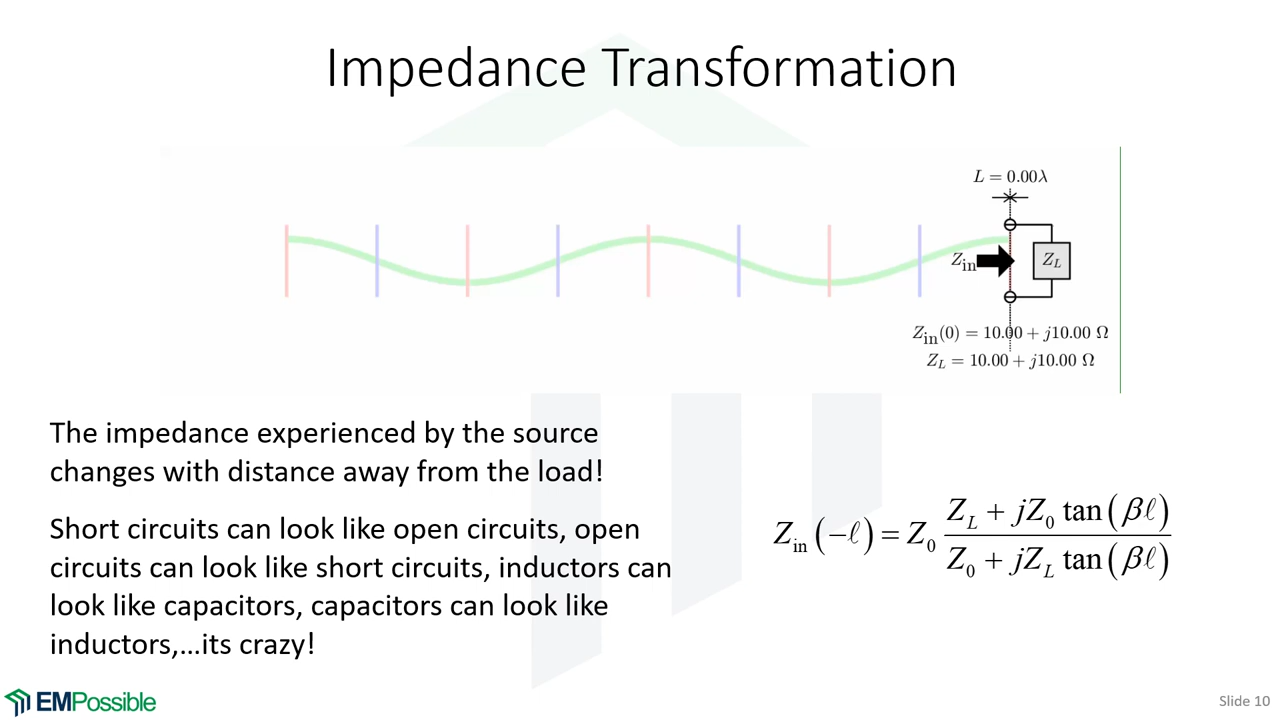 Impedance Transformation
L = 0.00λ
Z_in
Z_L
Z_in(0) = 10.00 + j10.00 Ω
Z_L = 10.00 + j10.00 Ω
The impedance experienced by the source
changes with distance away from the load!
Short circuits can look like open circuits, open
circuits can look like short circuits, inductors can
look like capacitors, capacitors can look like
inductors,...its crazy!
Z_in(−ℓ) = Z_0 (Z_L + jZ_0 tan(βℓ)) / (Z_0 + jZ_L tan(βℓ))
EMPossible
Slide 10